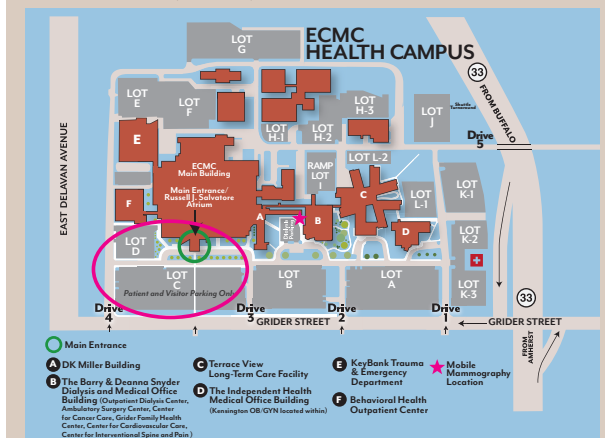 ECMC
HEALTH CAMPUS
LOT
G
33
FROM BUFFALO
LOT
E
LOT
F
LOT
H-3
LOT
J
Shuttle
Turnaround
LOT
H-1
LOT
H-2
Drive
5
EAST DELAVAN AVENUE
E
ECMC
Main Building
Main Entrance/
Russell J. Salvatore
Atrium
RAMP
LOT
I
LOT L-2
C
LOT
K-1
LOT
L-1
F
A
B
Dialysis
Parking
D
LOT
K-2
LOT
D
LOT
C
Patient and Visitor Parking Only
LOT
B
LOT
A
LOT
K-3
33
Drive
4
Drive
3
Drive
2
Drive
1
GRIDER STREET
GRIDER STREET
FROM
AMHERST
Main Entrance
A DK Miller Building
B The Barry & Deanna Snyder
Dialysis and Medical Office
Building (Outpatient Dialysis Center,
Ambulatory Surgery Center, Center
for Cancer Care, Grider Family Health
Center, Center for Cardiovascular Care,
Center for Interventional Spine and Pain )
C Terrace View
Long-Term Care Facility
D The Independent Health
Medical Office Building
(Kensington OB/GYN located within)
E KeyBank Trauma
& Emergency
Department
F Behavioral Health
Outpatient Center
Mobile
Mammography
Location